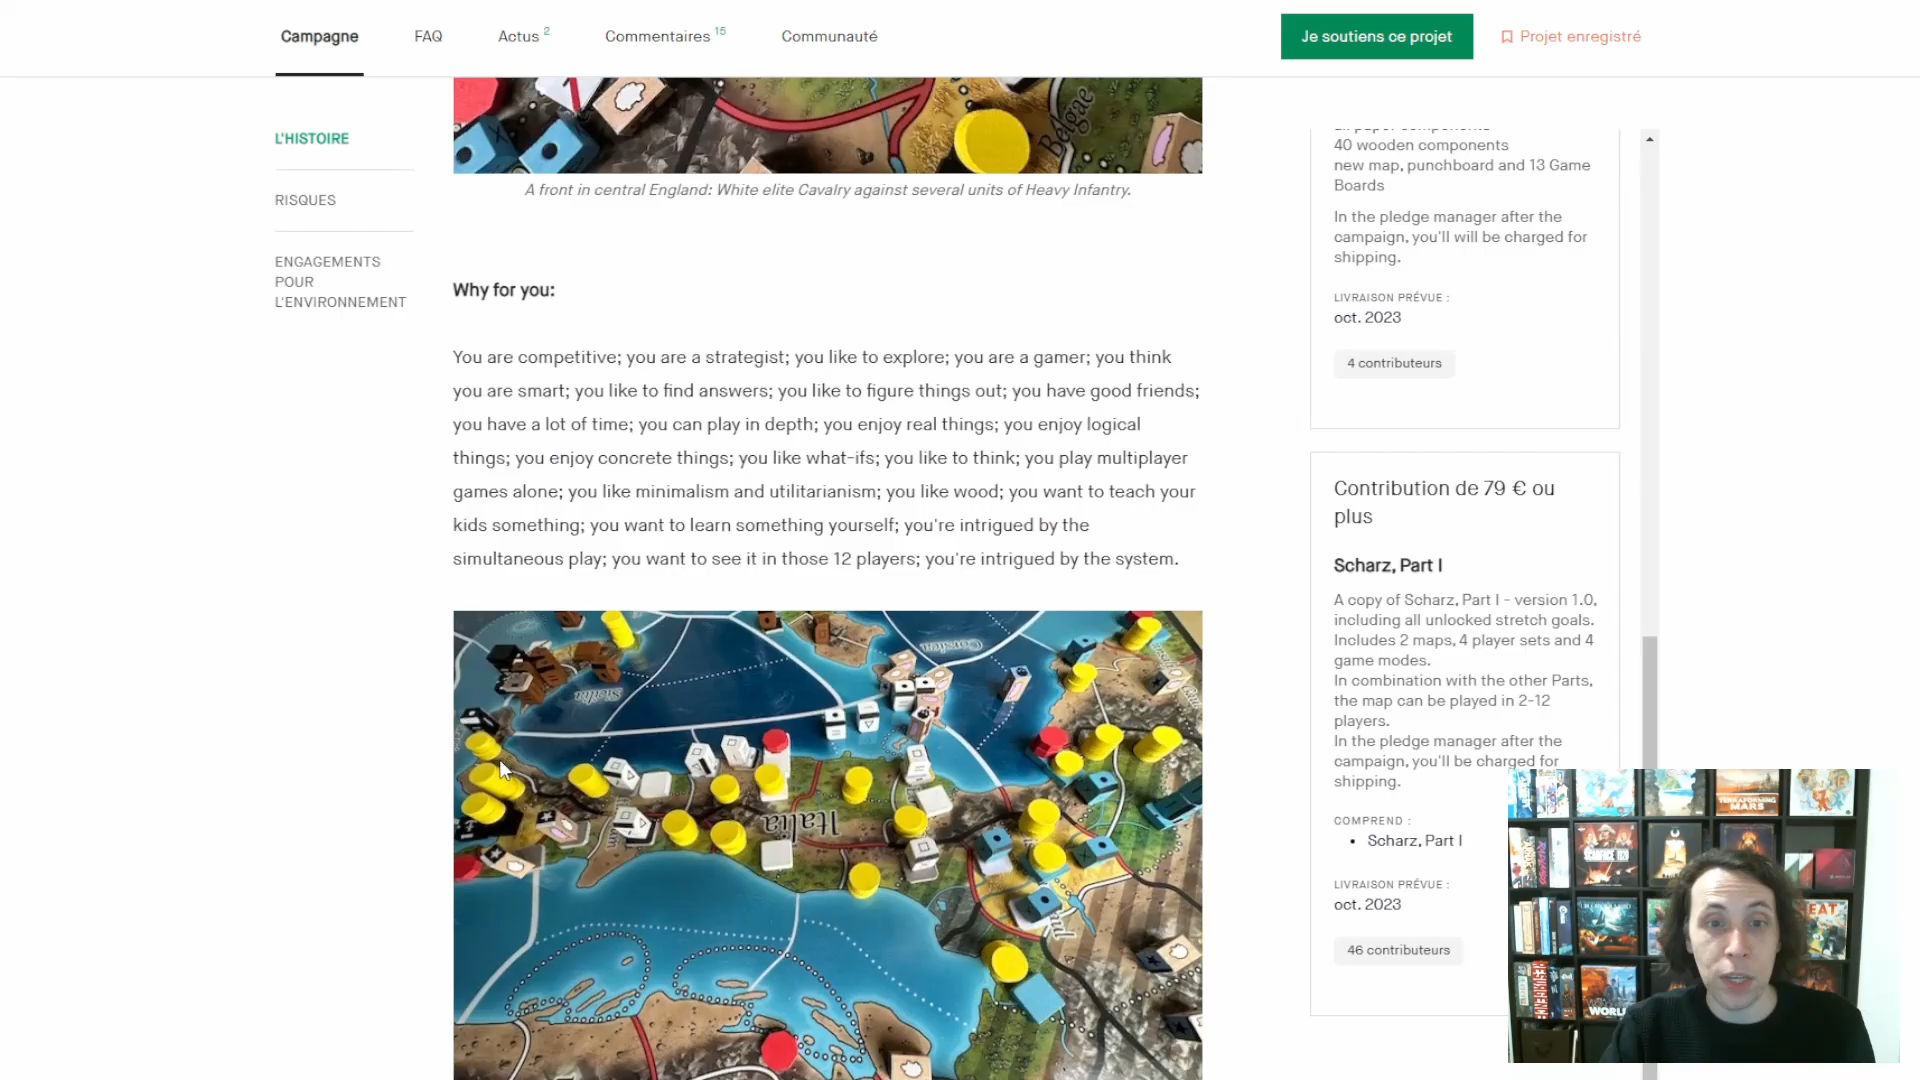 Campagne
FAQ
Actus 2
Commentaires 15
Communauté
Je soutiens ce projet
Projet enregistré
L'HISTOIRE
RISQUES
ENGAGEMENTS
POUR
L'ENVIRONNEMENT
Belgae
A front in central England: White elite Cavalry against several units of Heavy Infantry.
Why for you:
You are competitive; you are a strategist; you like to explore; you are a gamer; you think
you are smart; you like to find answers; you like to figure things out; you have good friends;
you have a lot of time; you can play in depth; you enjoy real things; you enjoy logical
things; you enjoy concrete things; you like what-ifs; you like to think; you play multiplayer
games alone; you like minimalism and utilitarianism; you like wood; you want to teach your
kids something; you want to learn something yourself; you're intrigued by the
simultaneous play; you want to see it in those 12 players; you're intrigued by the system.
Sicilia
Corsica
Italia
all paper components
40 wooden components
new map, punchboard and 13 Game
Boards
In the pledge manager after the
campaign, you'll will be charged for
shipping.
LIVRAISON PRÉVUE :
oct. 2023
4 contributeurs
Contribution de 79 € ou
plus
Scharz, Part I
A copy of Scharz, Part I - version 1.0,
including all unlocked stretch goals.
Includes 2 maps, 4 player sets and 4
game modes.
In combination with the other Parts,
the map can be played in 2-12
players.
In the pledge manager after the
campaign, you'll be charged for
shipping.
COMPREND :
• Scharz, Part I
LIVRAISON PRÉVUE :
oct. 2023
46 contributeurs
TERRAFORMING
MARS
SCARFACE 1920
WORL